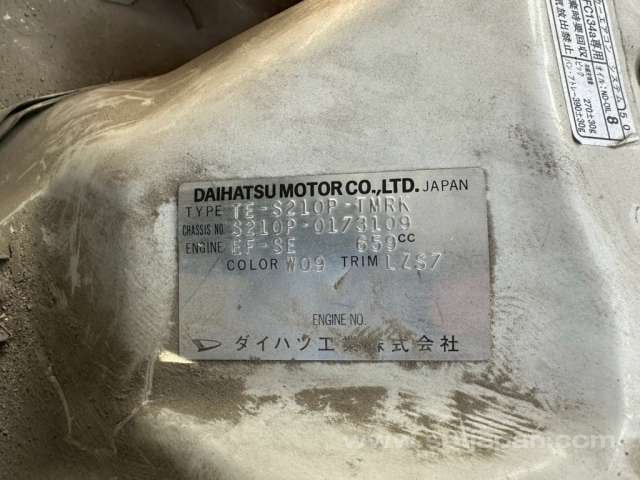 DAIHATSU MOTOR CO.,LTD. JAPAN
TYPE TE-S210P-TMRK
CHASSIS NO S210P-0173109
ENGINE EF-SE 659cc
COLOR W09 TRIM LZS7
ENGINE NO.
ダイハツ工業株式会社